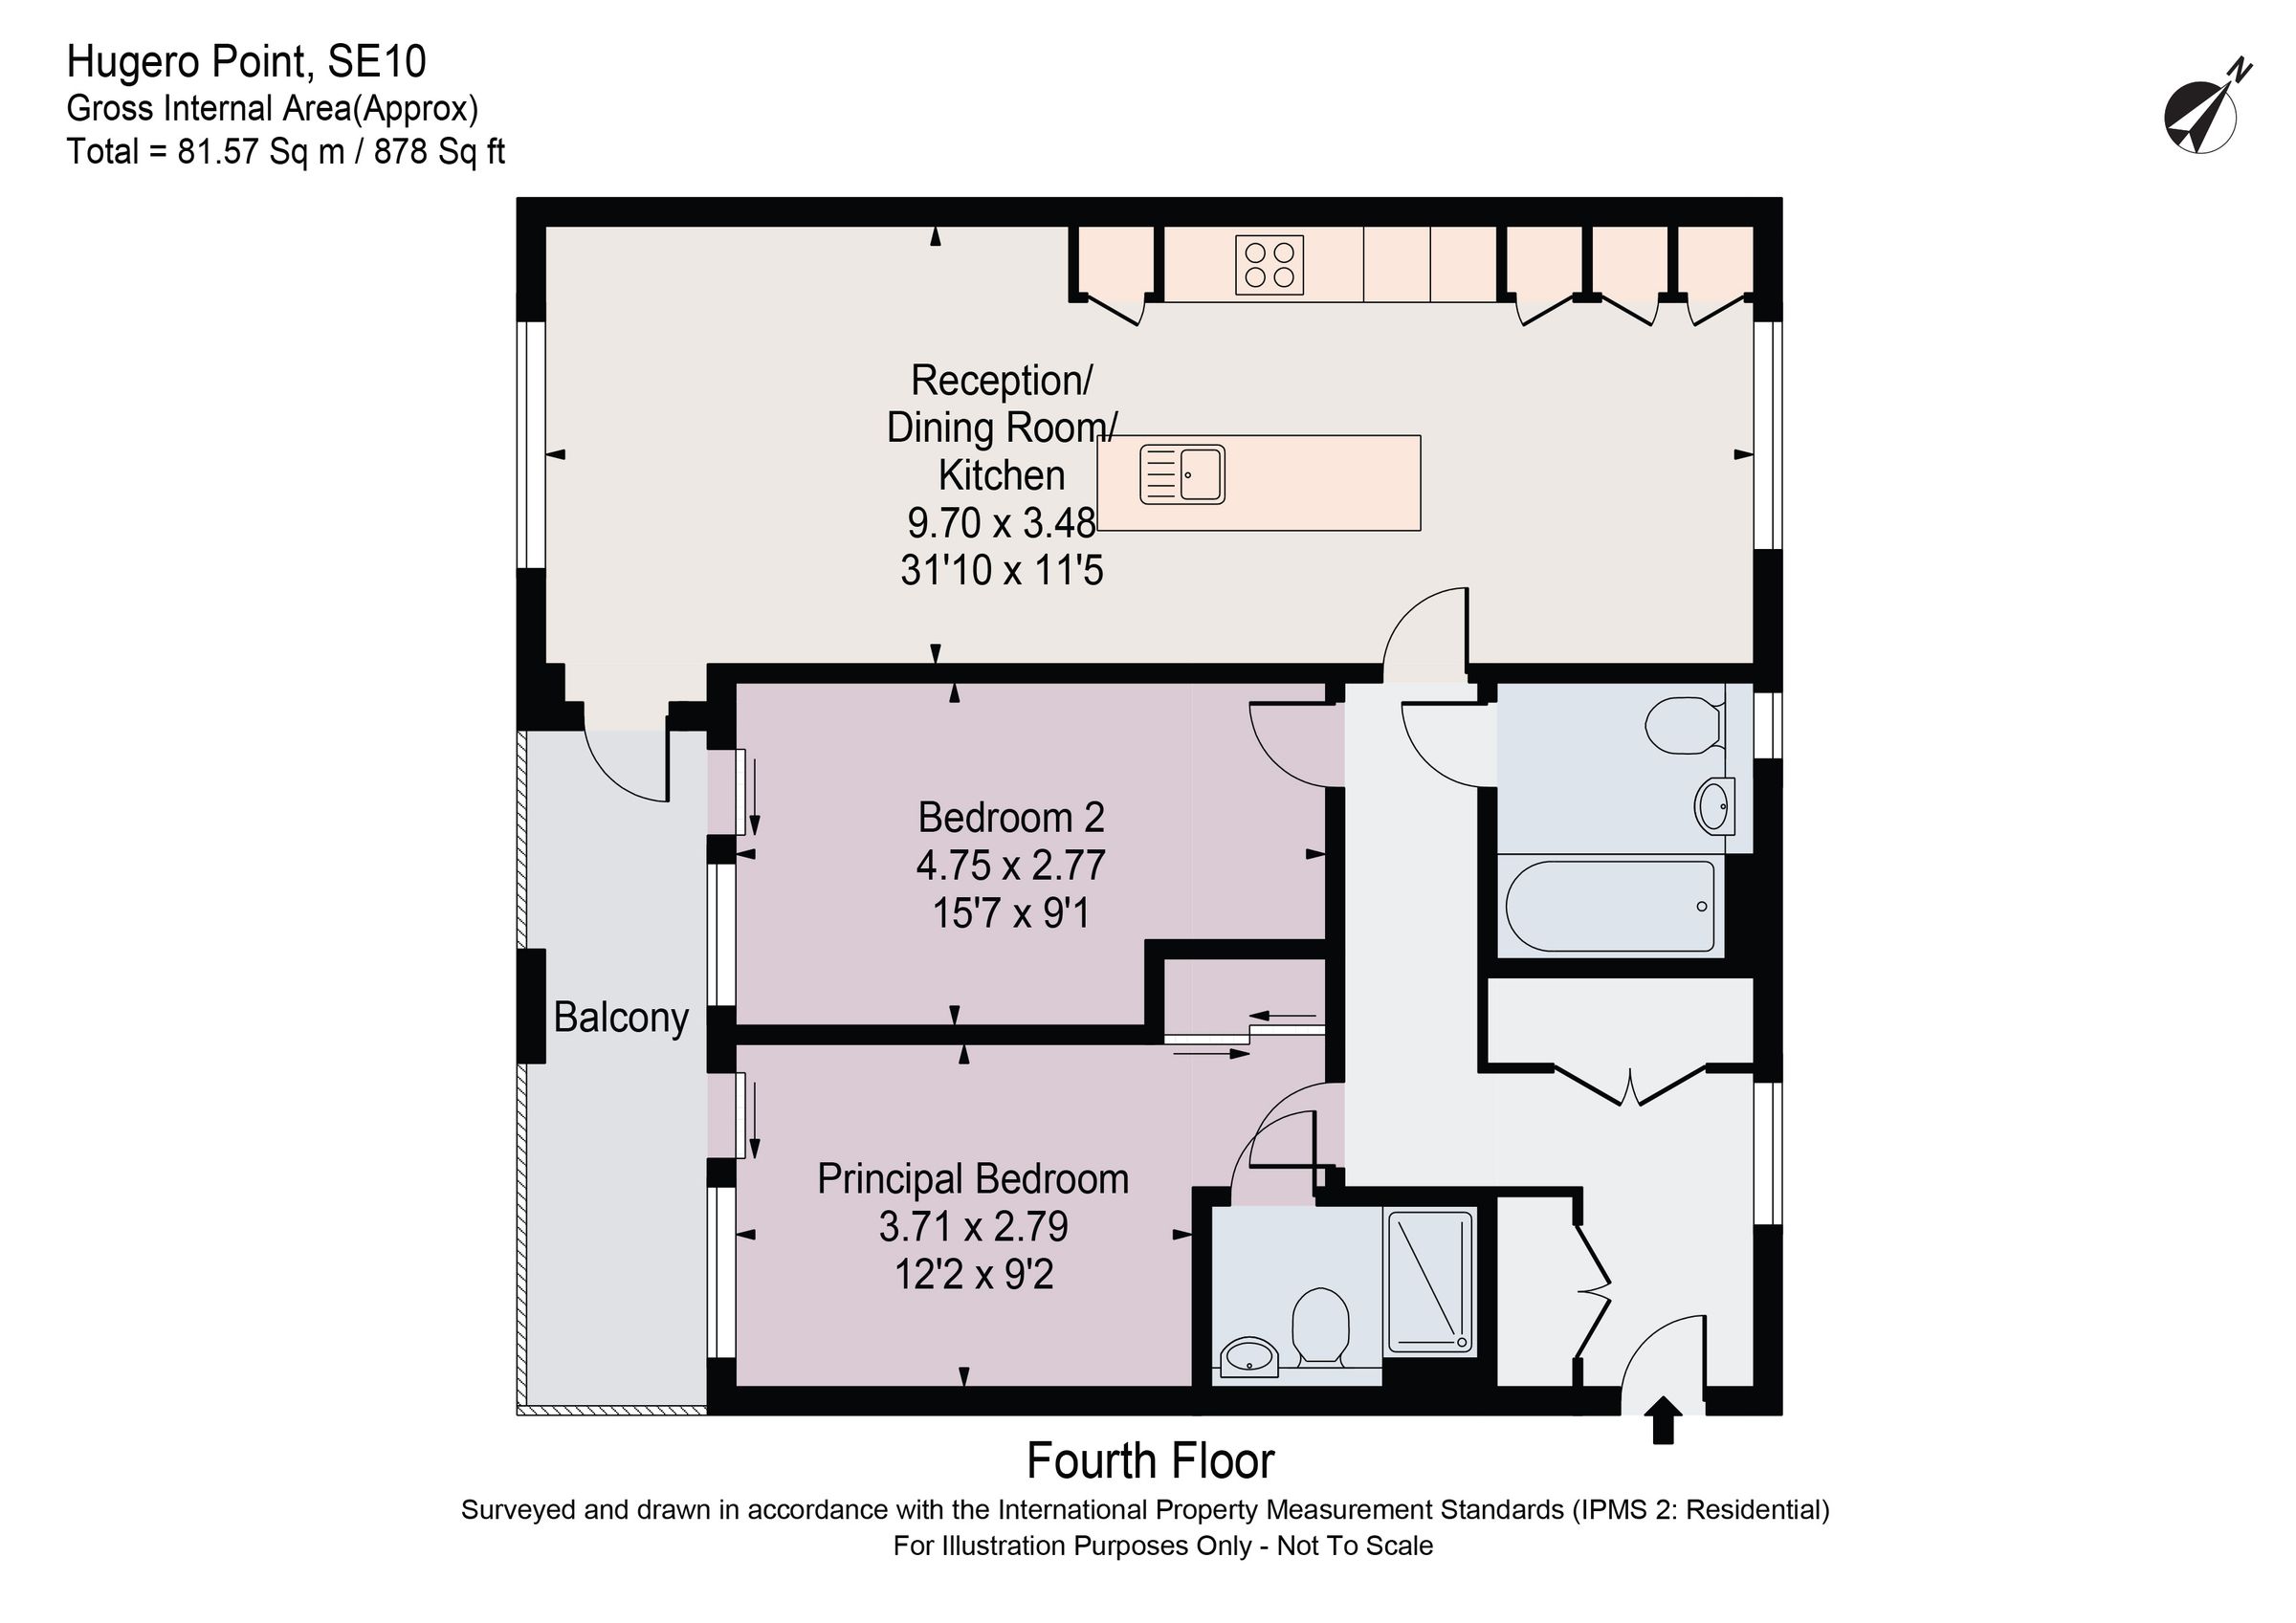 Hugero Point, SE10
Gross Internal Area(Approx)
Total = 81.57 Sq m / 878 Sq ft
N
Reception/
Dining Room/
Kitchen
9.70 x 3.48
31'10 x 11'5
Bedroom 2
4.75 x 2.77
15'7 x 9'1
Balcony
Principal Bedroom
3.71 x 2.79
12'2 x 9'2
Fourth Floor
Surveyed and drawn in accordance with the International Property Measurement Standards (IPMS 2: Residential)
For Illustration Purposes Only - Not To Scale